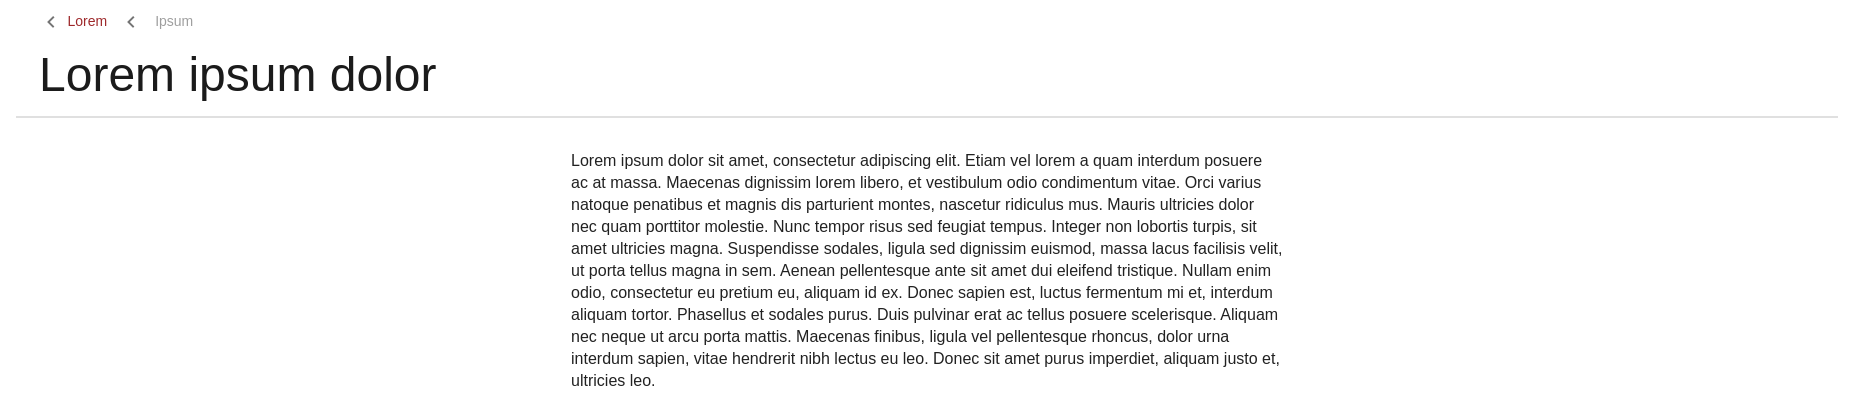 Lorem Ipsum
Lorem ipsum dolor
Lorem ipsum dolor sit amet, consectetur adipiscing elit. Etiam vel lorem a quam interdum posuere
ac at massa. Maecenas dignissim lorem libero, et vestibulum odio condimentum vitae. Orci varius
natoque penatibus et magnis dis parturient montes, nascetur ridiculus mus. Mauris ultricies dolor
nec quam porttitor molestie. Nunc tempor risus sed feugiat tempus. Integer non lobortis turpis, sit
amet ultricies magna. Suspendisse sodales, ligula sed dignissim euismod, massa lacus facilisis velit,
ut porta tellus magna in sem. Aenean pellentesque ante sit amet dui eleifend tristique. Nullam enim
odio, consectetur eu pretium eu, aliquam id ex. Donec sapien est, luctus fermentum mi et, interdum
aliquam tortor. Phasellus et sodales purus. Duis pulvinar erat ac tellus posuere scelerisque. Aliquam
nec neque ut arcu porta mattis. Maecenas finibus, ligula vel pellentesque rhoncus, dolor urna
interdum sapien, vitae hendrerit nibh lectus eu leo. Donec sit amet purus imperdiet, aliquam justo et,
ultricies leo.